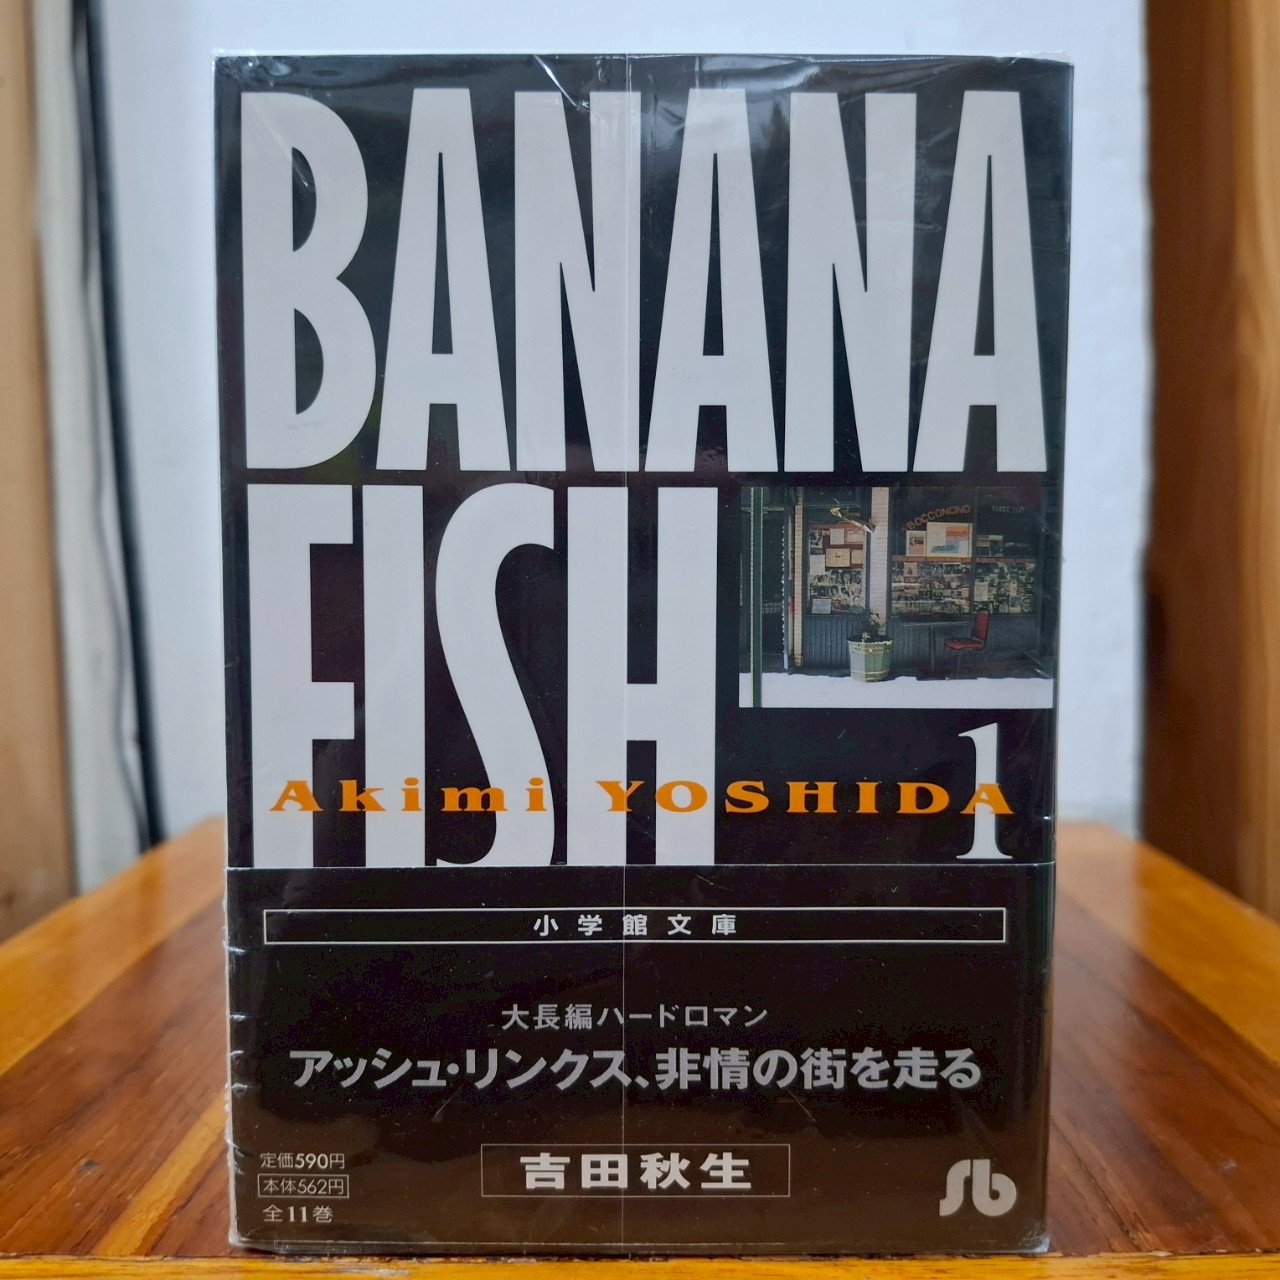 BANANA
FISH
BOCCONCINO
Akimi YOSHIDA
1
小学館文庫
大長編ハードロマン
アッシュ・リンクス、非情の街を走る
定価590円
本体562円
全11巻
吉田秋生
sb